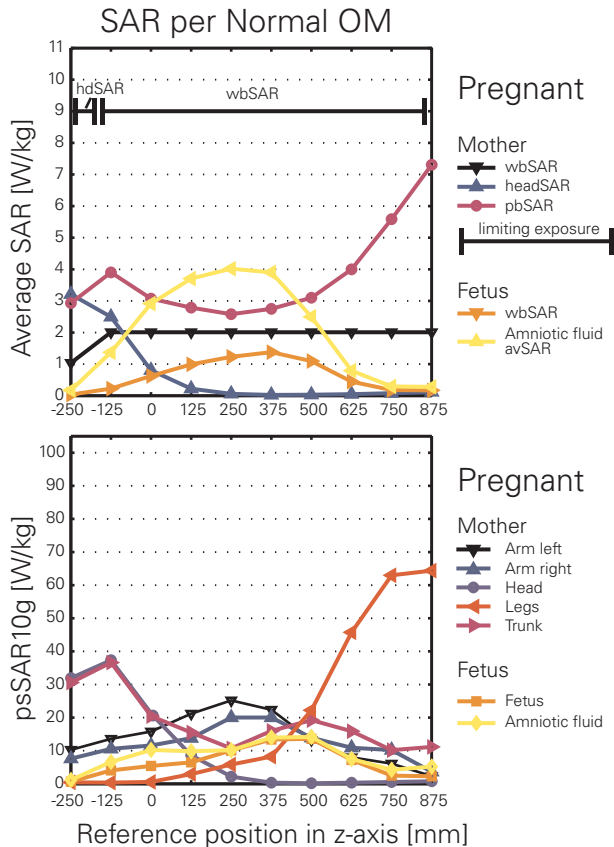 SAR per Normal OM
Average SAR [W/kg]
11
10
9
8
7
6
5
4
3
2
1
0
hdSAR
wbSAR
-250 -125 0 125 250 375 500 625 750 875
Pregnant
Mother
wbSAR
headSAR
pbSAR
limiting exposure
Fetus
wbSAR
Amniotic fluid
avSAR
psSAR10g [W/kg]
100
90
80
70
60
50
40
30
20
10
0
-250 -125 0 125 250 375 500 625 750 875
Reference position in z-axis [mm]
Pregnant
Mother
Arm left
Arm right
Head
Legs
Trunk
Fetus
Fetus
Amniotic fluid